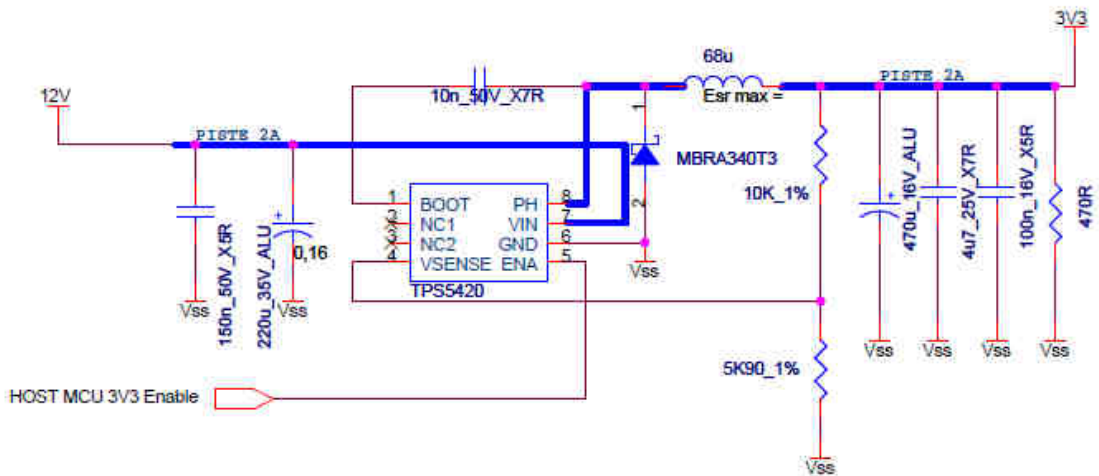 3V3
68u
12V
10n_50V_X7R
Esr max =
PISTE 2A
PISTE 2A
1
MBRA340T3
2
10K_1%
470u_16V_ALU
4u7_25V_X7R
100n_16V_X5R
470R
1 BOOT PH 8
2 NC1 VIN 7
3 NC2 GND 6
4 VSENSE ENA 5
TPS5420
+
0,16
150n_50V_X5R
220u_35V_ALU
+
Vss
Vss
Vss
Vss
Vss
Vss
Vss
5K90_1%
HOST MCU 3V3 Enable
Vss